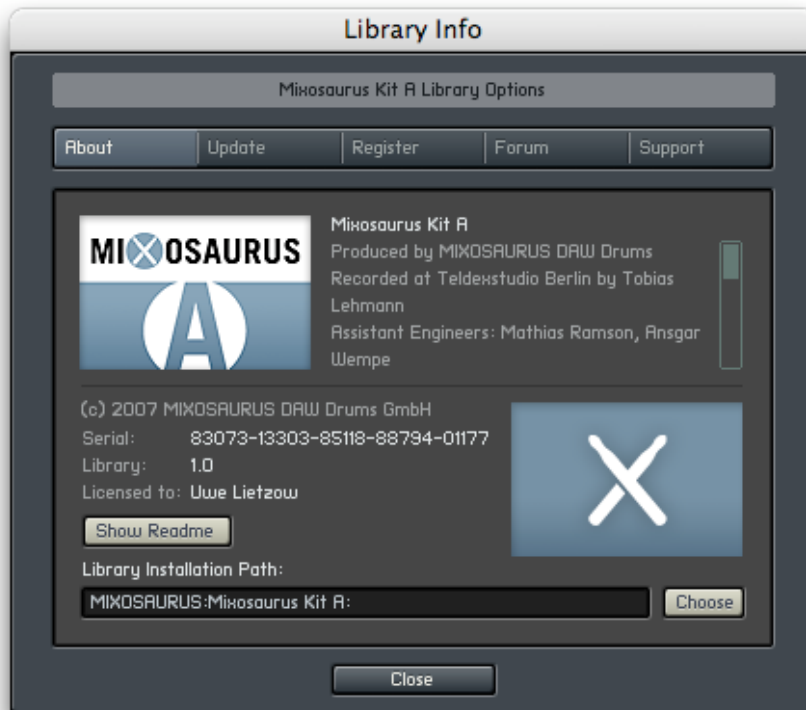 Library Info
Mixosaurus Kit A Library Options
About
Update
Register
Forum
Support
MIXOSAURUS
A
Mixosaurus Kit A
Produced by MIXOSAURUS DAW Drums
Recorded at Teldexstudio Berlin by Tobias
Lehmann
Assistant Engineers: Mathias Ramson, Ansgar
Wempe
(c) 2007 MIXOSAURUS DAW Drums GmbH
Serial: 83073-13303-85118-88794-01177
Library: 1.0
Licensed to: Uwe Lietzow
Show Readme
Library Installation Path:
MIXOSAURUS:Mixosaurus Kit A:
Choose
Close